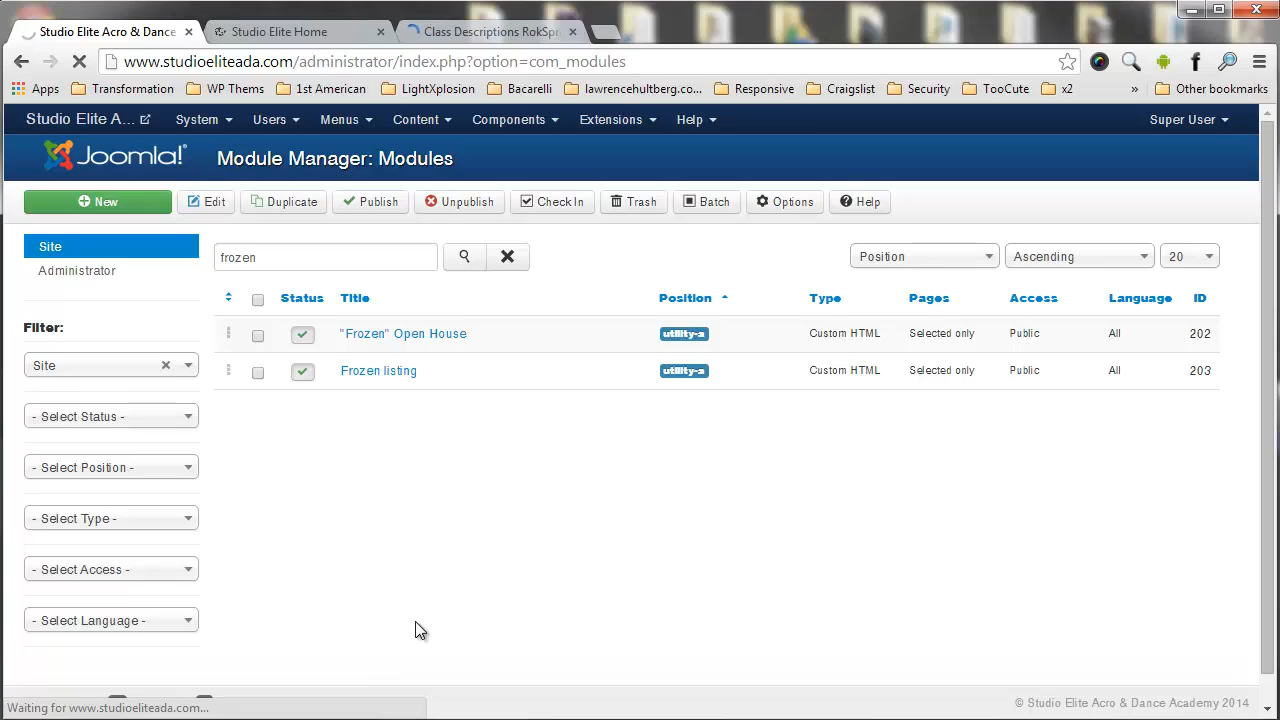 Studio Elite Acro & Dance
Studio Elite Home
Class Descriptions RokSpr
www.studioeliteada.com/administrator/index.php?option=com_modules
Apps Transformation WP Thems 1st American LightXplosion Bacarelli lawrencehultberg.co... Responsive Craigslist Security TooCute x2 » Other bookmarks
Studio Elite A... System Users Menus Content Components Extensions Help Super User
Joomla! Module Manager: Modules
New Edit Duplicate Publish Unpublish Check In Trash Batch Options Help
Site
Administrator
Filter:
Site
- Select Status -
- Select Position -
- Select Type -
- Select Access -
- Select Language -
frozen
Position Ascending 20
Status Title Position Type Pages Access Language ID
"Frozen" Open House utility-a Custom HTML Selected only Public All 202
Frozen listing utility-a Custom HTML Selected only Public All 203
Waiting for www.studioeliteada.com...
© Studio Elite Acro & Dance Academy 2014